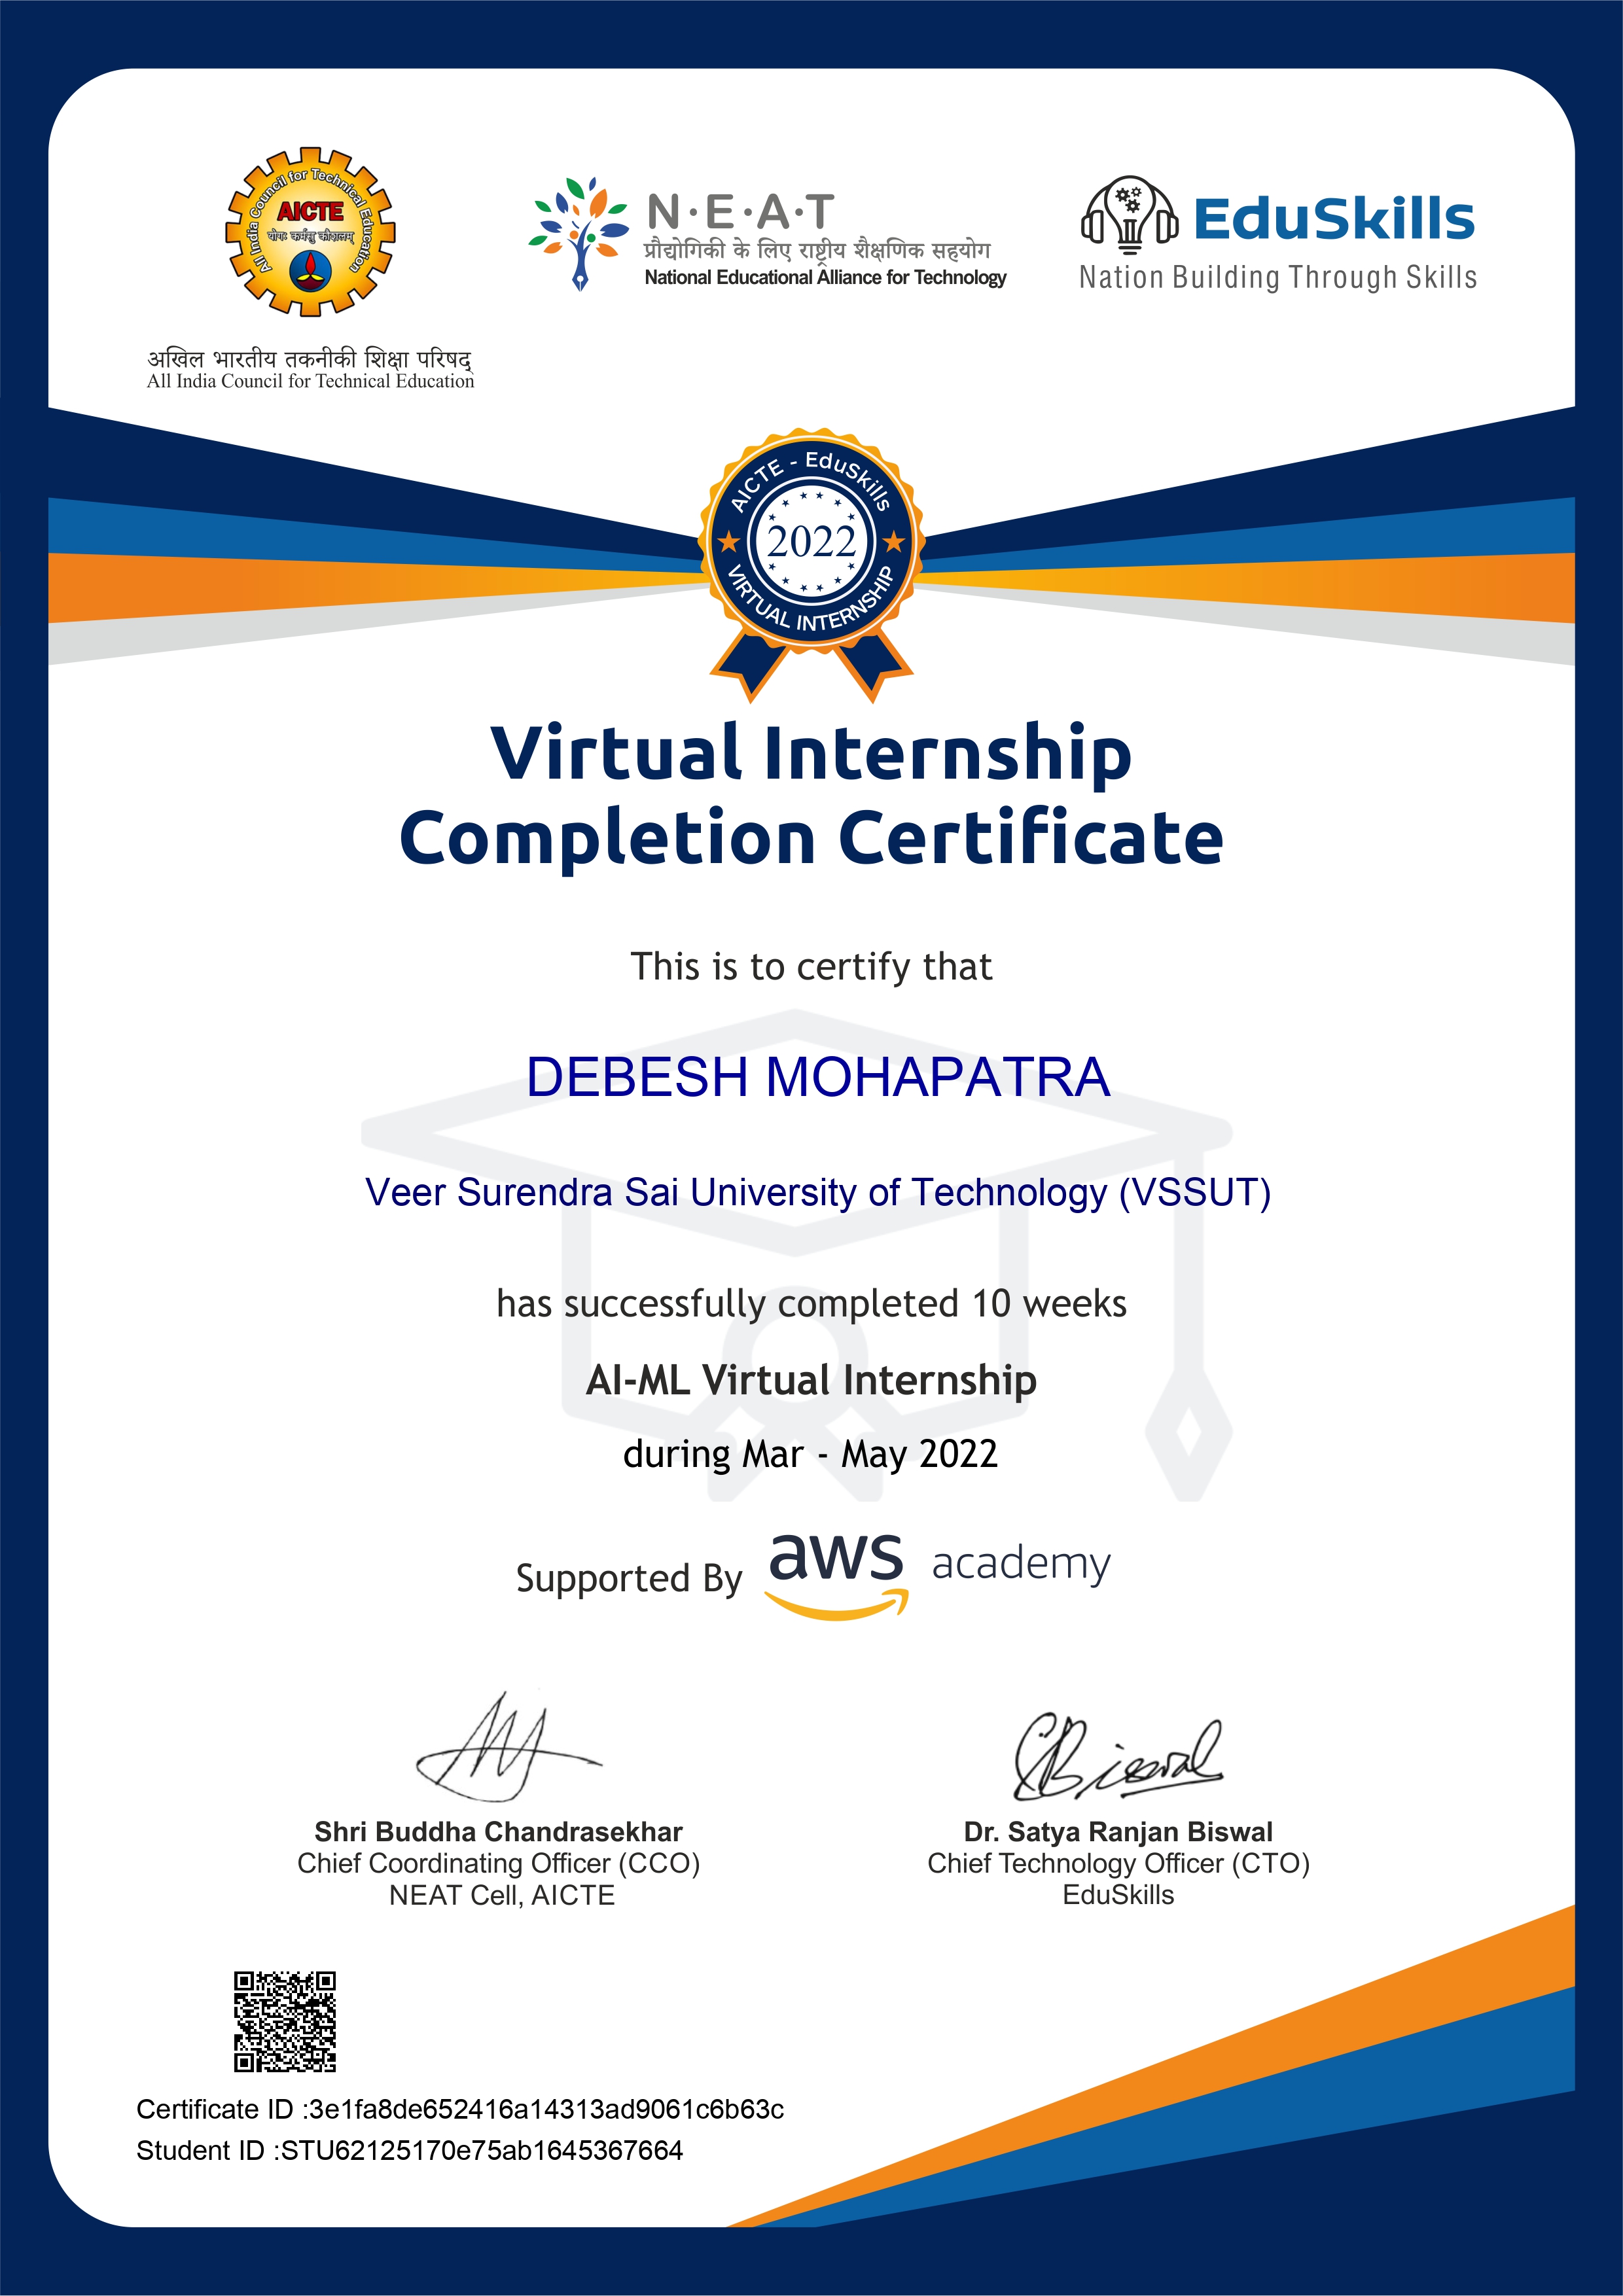 All India Council for Technical Education
AICTE
योगः कर्मसु कौशलम्
अखिल भारतीय तकनीकी शिक्षा परिषद्
All India Council for Technical Education
N·E·A·T
प्रौद्योगिकी के लिए राष्ट्रीय शैक्षणिक सहयोग
National Educational Alliance for Technology
EduSkills
Nation Building Through Skills
AICTE - EduSkills
2022
VIRTUAL INTERNSHIP
Virtual Internship
Completion Certificate
This is to certify that
DEBESH MOHAPATRA
Veer Surendra Sai University of Technology (VSSUT)
has successfully completed 10 weeks
AI-ML Virtual Internship
during Mar - May 2022
Supported By aws academy
Biswal
Shri Buddha Chandrasekhar
Chief Coordinating Officer (CCO)
NEAT Cell, AICTE
Dr. Satya Ranjan Biswal
Chief Technology Officer (CTO)
EduSkills
Certificate ID :3e1fa8de652416a14313ad9061c6b63c
Student ID :STU62125170e75ab1645367664